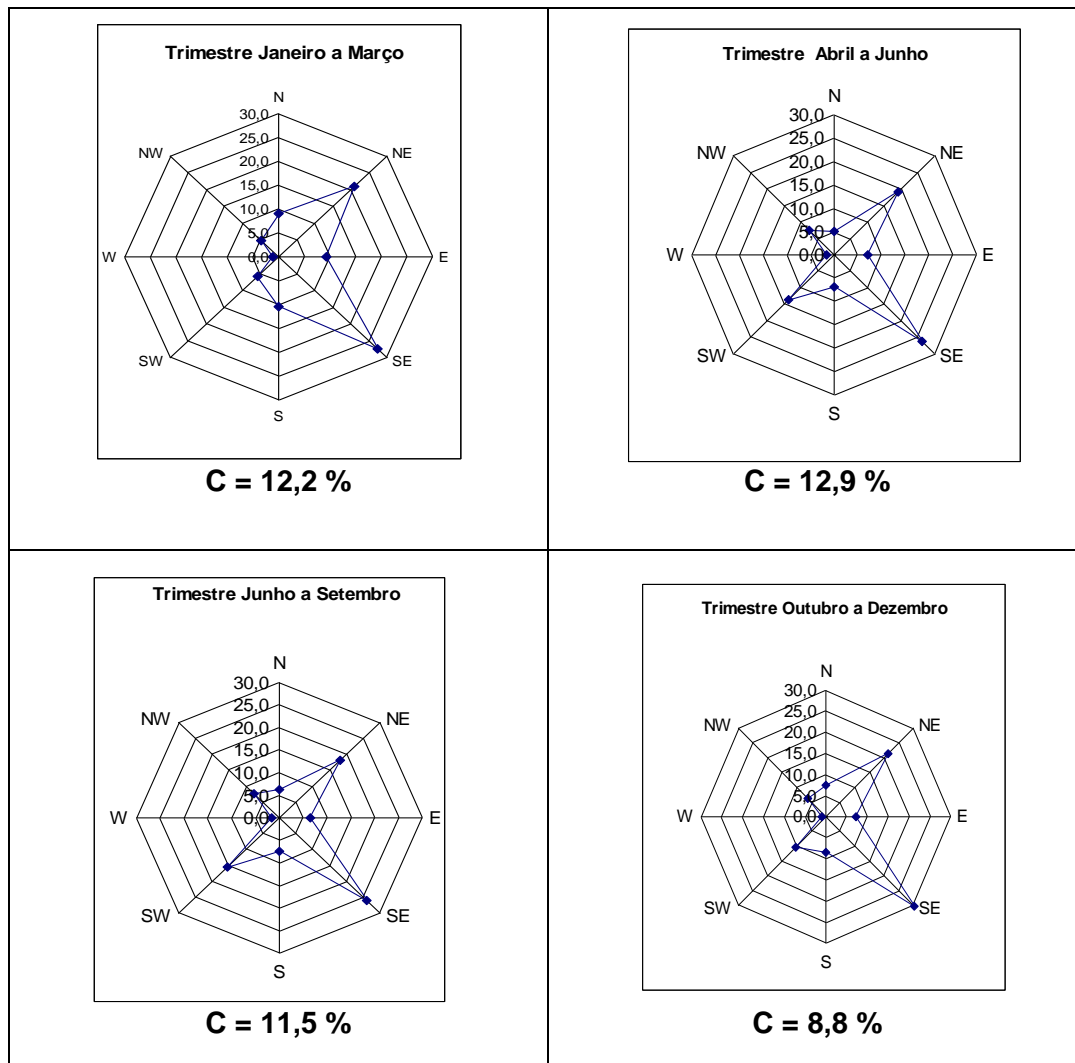 Trimestre Janeiro a Março
N
30,0
25,0
20,0
15,0
10,0
5,0
0,0
NW
NE
W
E
SW
SE
S
C = 12,2 %
Trimestre Abril a Junho
N
30,0
25,0
20,0
15,0
10,0
5,0
0,0
NW
NE
W
E
SW
SE
S
C = 12,9 %
Trimestre Junho a Setembro
N
30,0
25,0
20,0
15,0
10,0
5,0
0,0
NW
NE
W
E
SW
SE
S
C = 11,5 %
Trimestre Outubro a Dezembro
N
30,0
25,0
20,0
15,0
10,0
5,0
0,0
NW
NE
W
E
SW
SE
S
C = 8,8 %